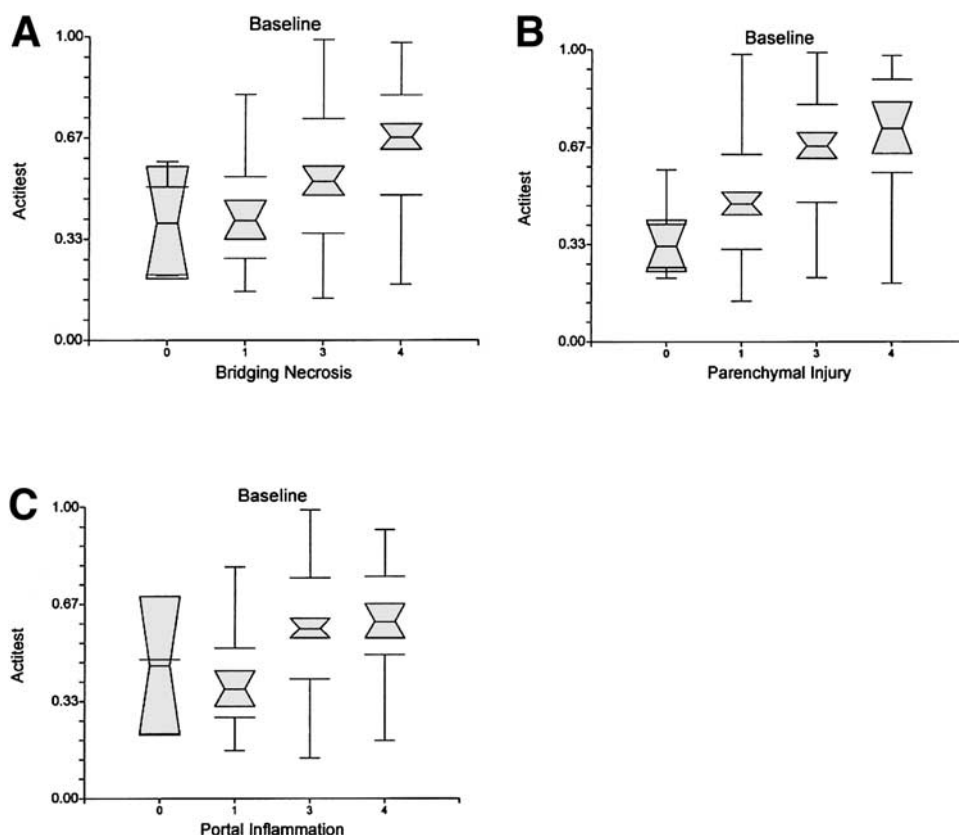 A
Baseline
1.00
0.67
0.33
0.00
Actitest
0 1 3 4
Bridging Necrosis
B
Baseline
1.00
0.67
0.33
0.00
Actitest
0 1 3 4
Parenchymal Injury
C
Baseline
1.00
0.67
0.33
0.00
Actitest
0 1 3 4
Portal Inflammation